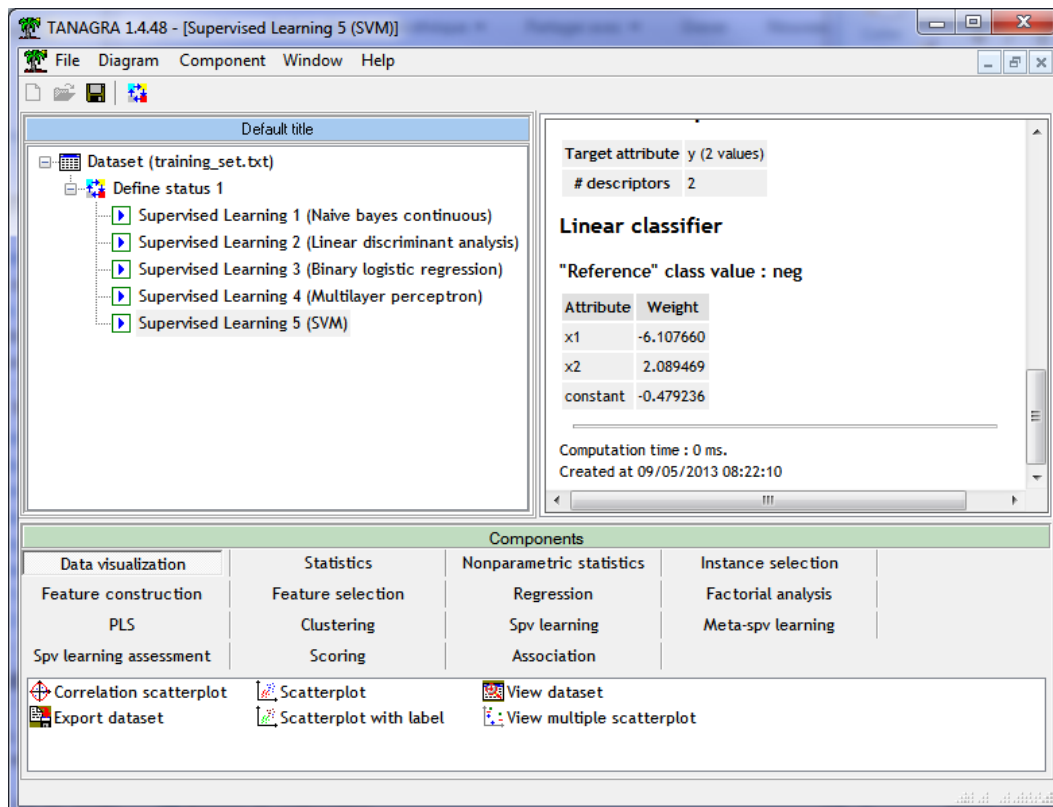 TANAGRA 1.4.48 - [Supervised Learning 5 (SVM)]
File Diagram Component Window Help
Default title
Dataset (training_set.txt)
Define status 1
Supervised Learning 1 (Naive bayes continuous)
Supervised Learning 2 (Linear discriminant analysis)
Supervised Learning 3 (Binary logistic regression)
Supervised Learning 4 (Multilayer perceptron)
Supervised Learning 5 (SVM)
Target attribute y (2 values)
# descriptors 2
Linear classifier
"Reference" class value : neg
Attribute Weight
x1 -6.107660
x2 2.089469
constant -0.479236
Computation time : 0 ms.
Created at 09/05/2013 08:22:10
Components
Data visualization Statistics Nonparametric statistics Instance selection
Feature construction Feature selection Regression Factorial analysis
PLS Clustering Spv learning Meta-spv learning
Spv learning assessment Scoring Association
Correlation scatterplot Scatterplot View dataset
Export dataset Scatterplot with label View multiple scatterplot